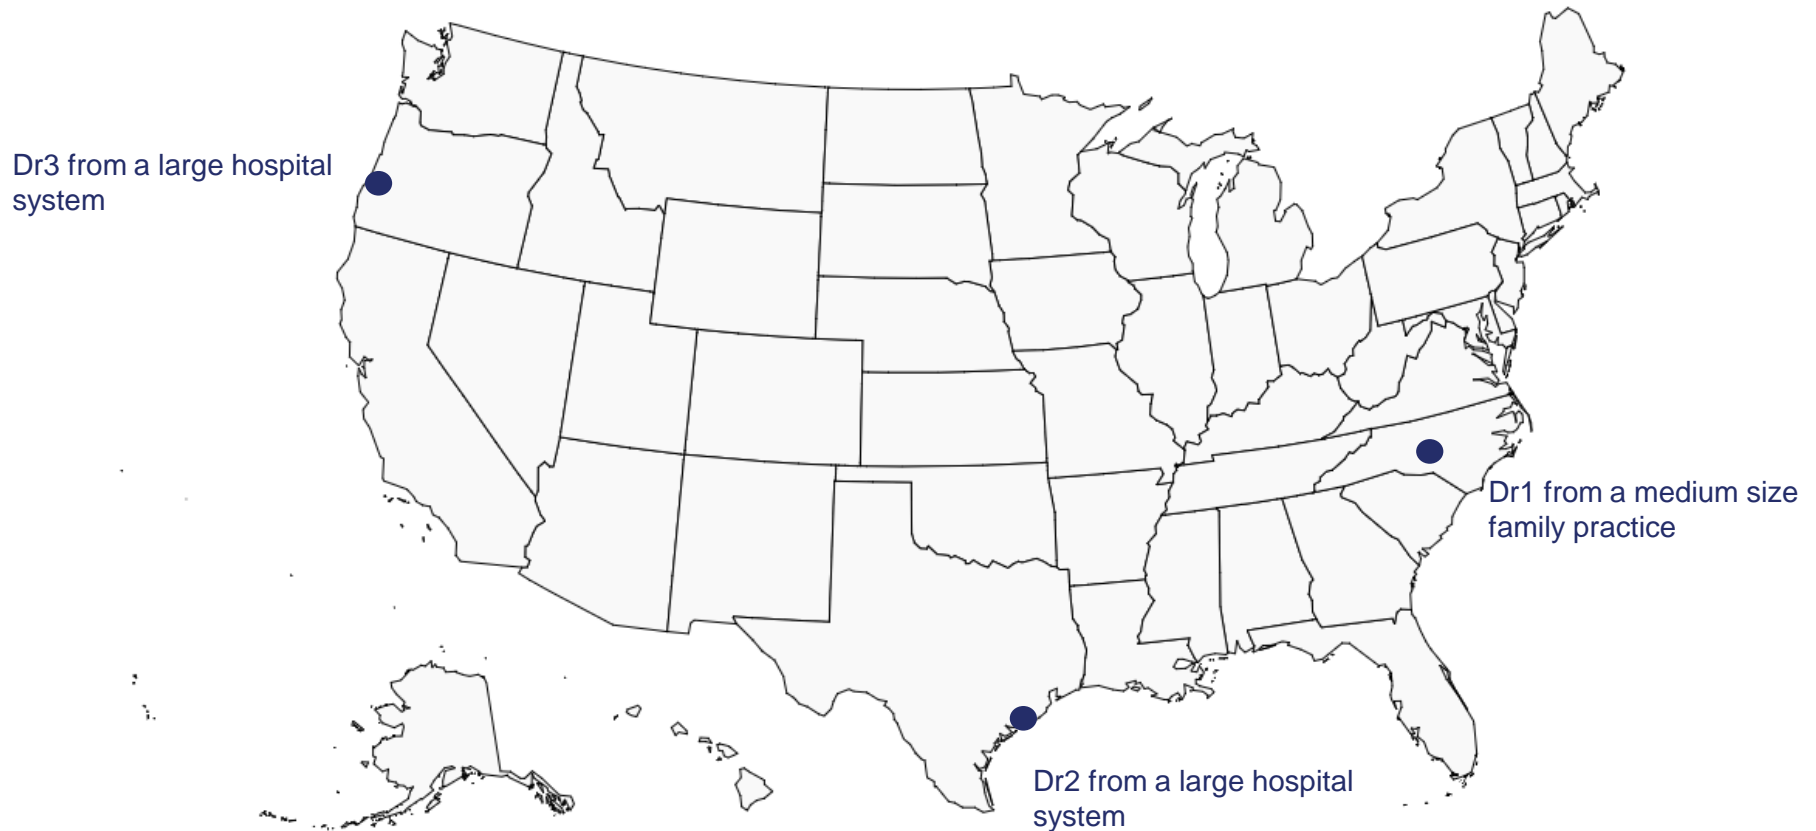 Dr3 from a large hospital
system
Dr1 from a medium size
family practice
Dr2 from a large hospital
system